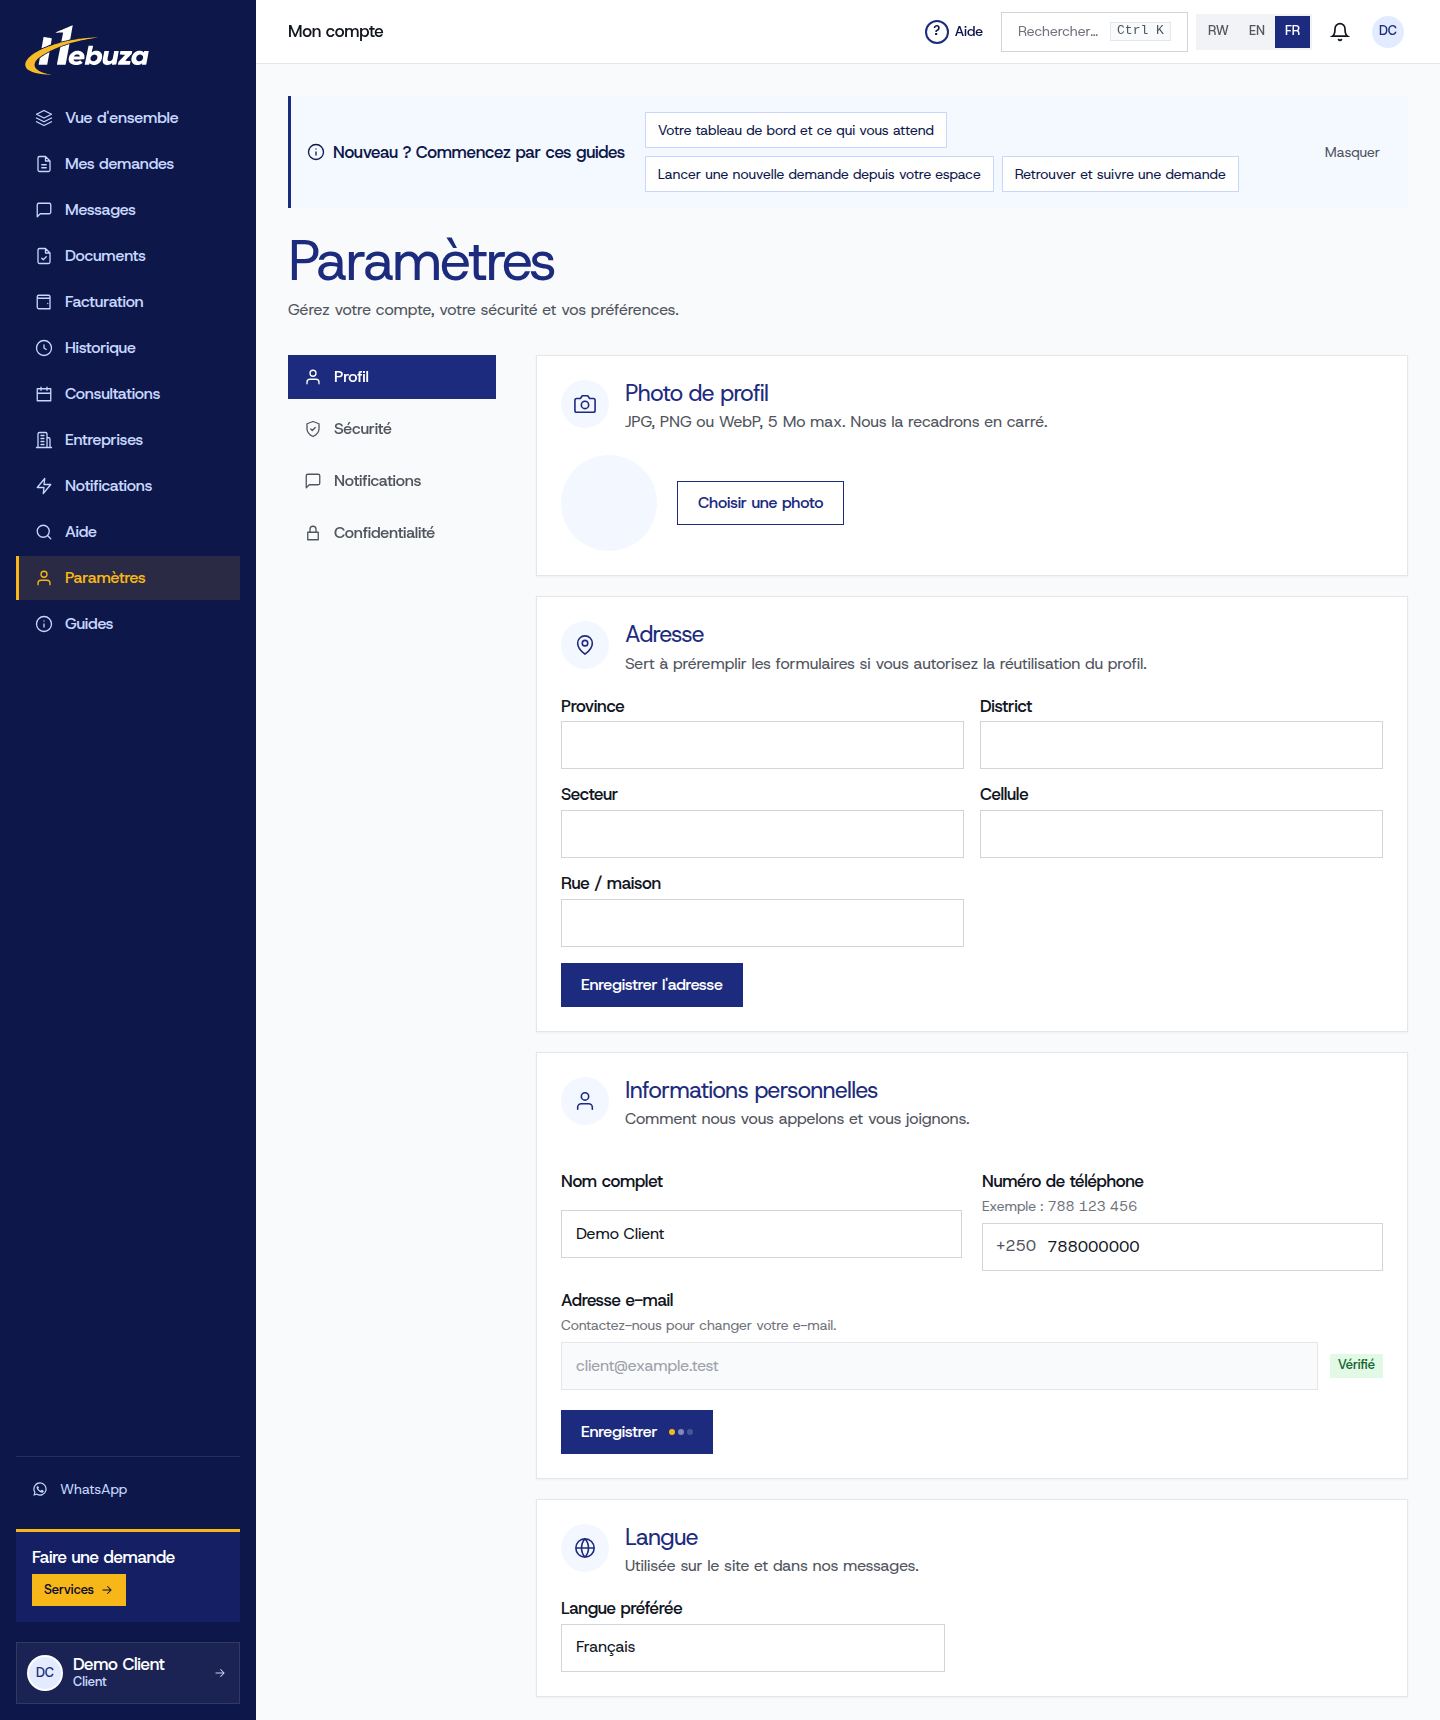 Hebuza
Vue d'ensemble
Mes demandes
Messages
Documents
Facturation
Historique
Consultations
Entreprises
Notifications
Aide
Paramètres
Guides
WhatsApp
Faire une demande
Services →
DC
Demo Client
Client
Mon compte
? Aide
Rechercher... Ctrl K
RW EN FR
DC
Nouveau ? Commencez par ces guides
Votre tableau de bord et ce qui vous attend
Lancer une nouvelle demande depuis votre espace
Retrouver et suivre une demande
Masquer
Paramètres
Gérez votre compte, votre sécurité et vos préférences.
Profil
Sécurité
Notifications
Confidentialité
Photo de profil
JPG, PNG ou WebP, 5 Mo max. Nous la recadrons en carré.
Choisir une photo
Adresse
Sert à préremplir les formulaires si vous autorisez la réutilisation du profil.
Province
District
Secteur
Cellule
Rue / maison
Enregistrer l'adresse
Informations personnelles
Comment nous vous appelons et vous joignons.
Nom complet
Demo Client
Numéro de téléphone
Exemple : 788 123 456
+250 788000000
Adresse e-mail
Contactez-nous pour changer votre e-mail.
client@example.test
Vérifié
Enregistrer
Langue
Utilisée sur le site et dans nos messages.
Langue préférée
Français